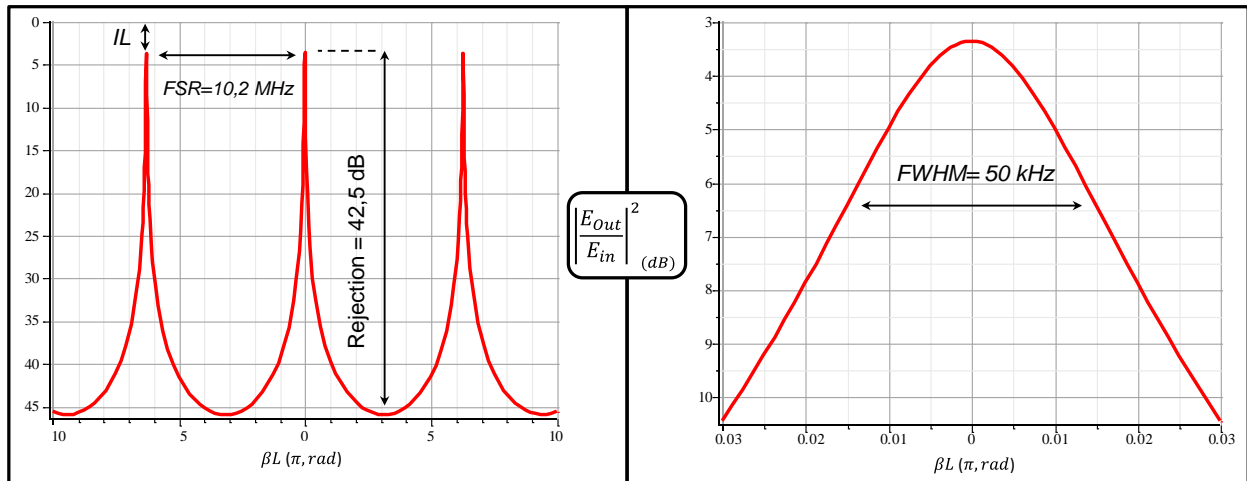 0
5
10
15
20
25
30
35
40
45
IL
FSR=10,2 MHz
Rejection = 42,5 dB
10 5 0 5 10
βL (π, rad)
|E_Out/E_in|² (dB)
3
4
5
6
7
8
9
10
FWHM= 50 kHz
0.03 0.02 0.01 0 0.01 0.02 0.03
βL (π, rad)